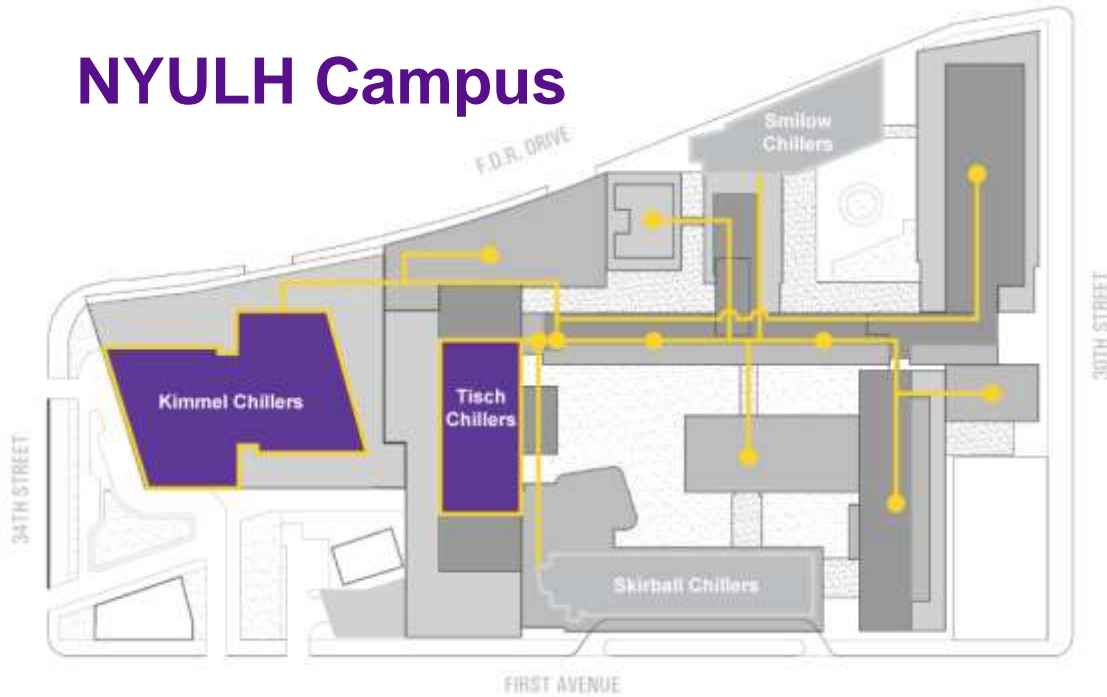 NYULH Campus
F.D.R. DRIVE
Smilow
Chillers
30TH STREET
Kimmel Chillers
Tisch
Chillers
34TH STREET
Skirball Chillers
FIRST AVENUE